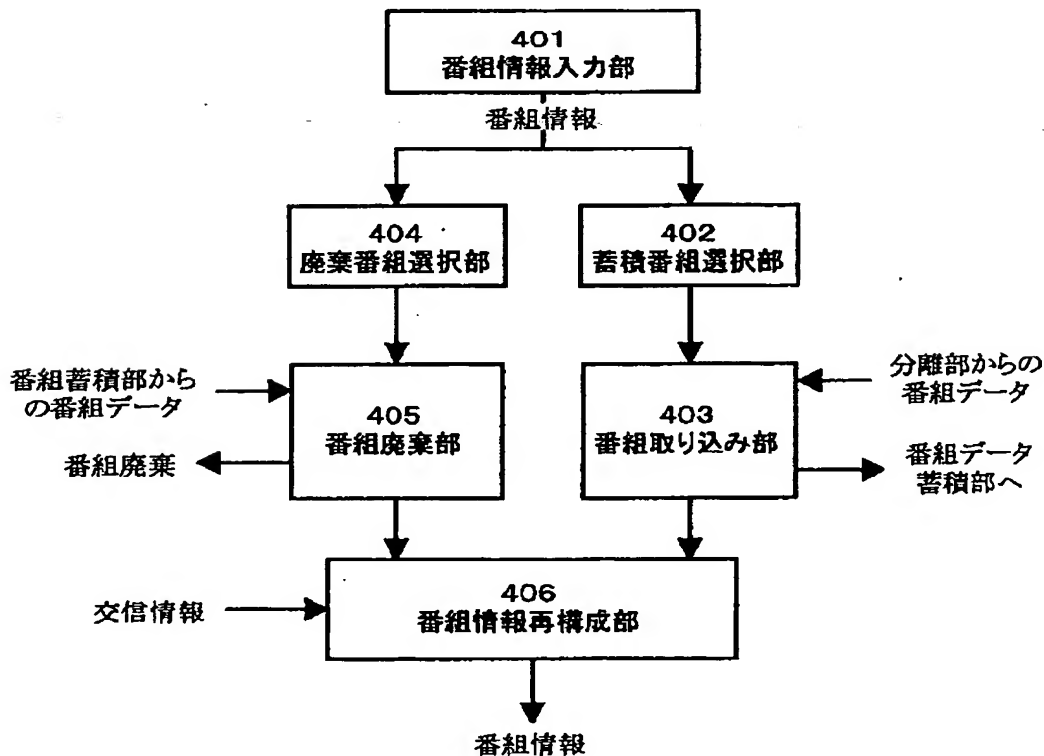 401
番組情報入力部
番組情報
404
廃棄番組選択部
402
蓄積番組選択部
番組蓄積部から
の番組データ
405
番組廃棄部
番組廃棄
403
番組取り込み部
分離部からの
番組データ
番組データ
蓄積部へ
交信情報
406
番組情報再構成部
番組情報